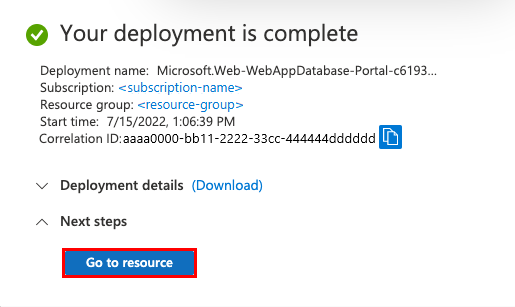 Your deployment is complete
Deployment name: Microsoft.Web-WebAppDatabase-Portal-c6193...
Subscription: <subscription-name>
Resource group: <resource-group>
Start time: 7/15/2022, 1:06:39 PM
Correlation ID:aaaa0000-bb11-2222-33cc-444444dddddd
Deployment details (Download)
Next steps
Go to resource